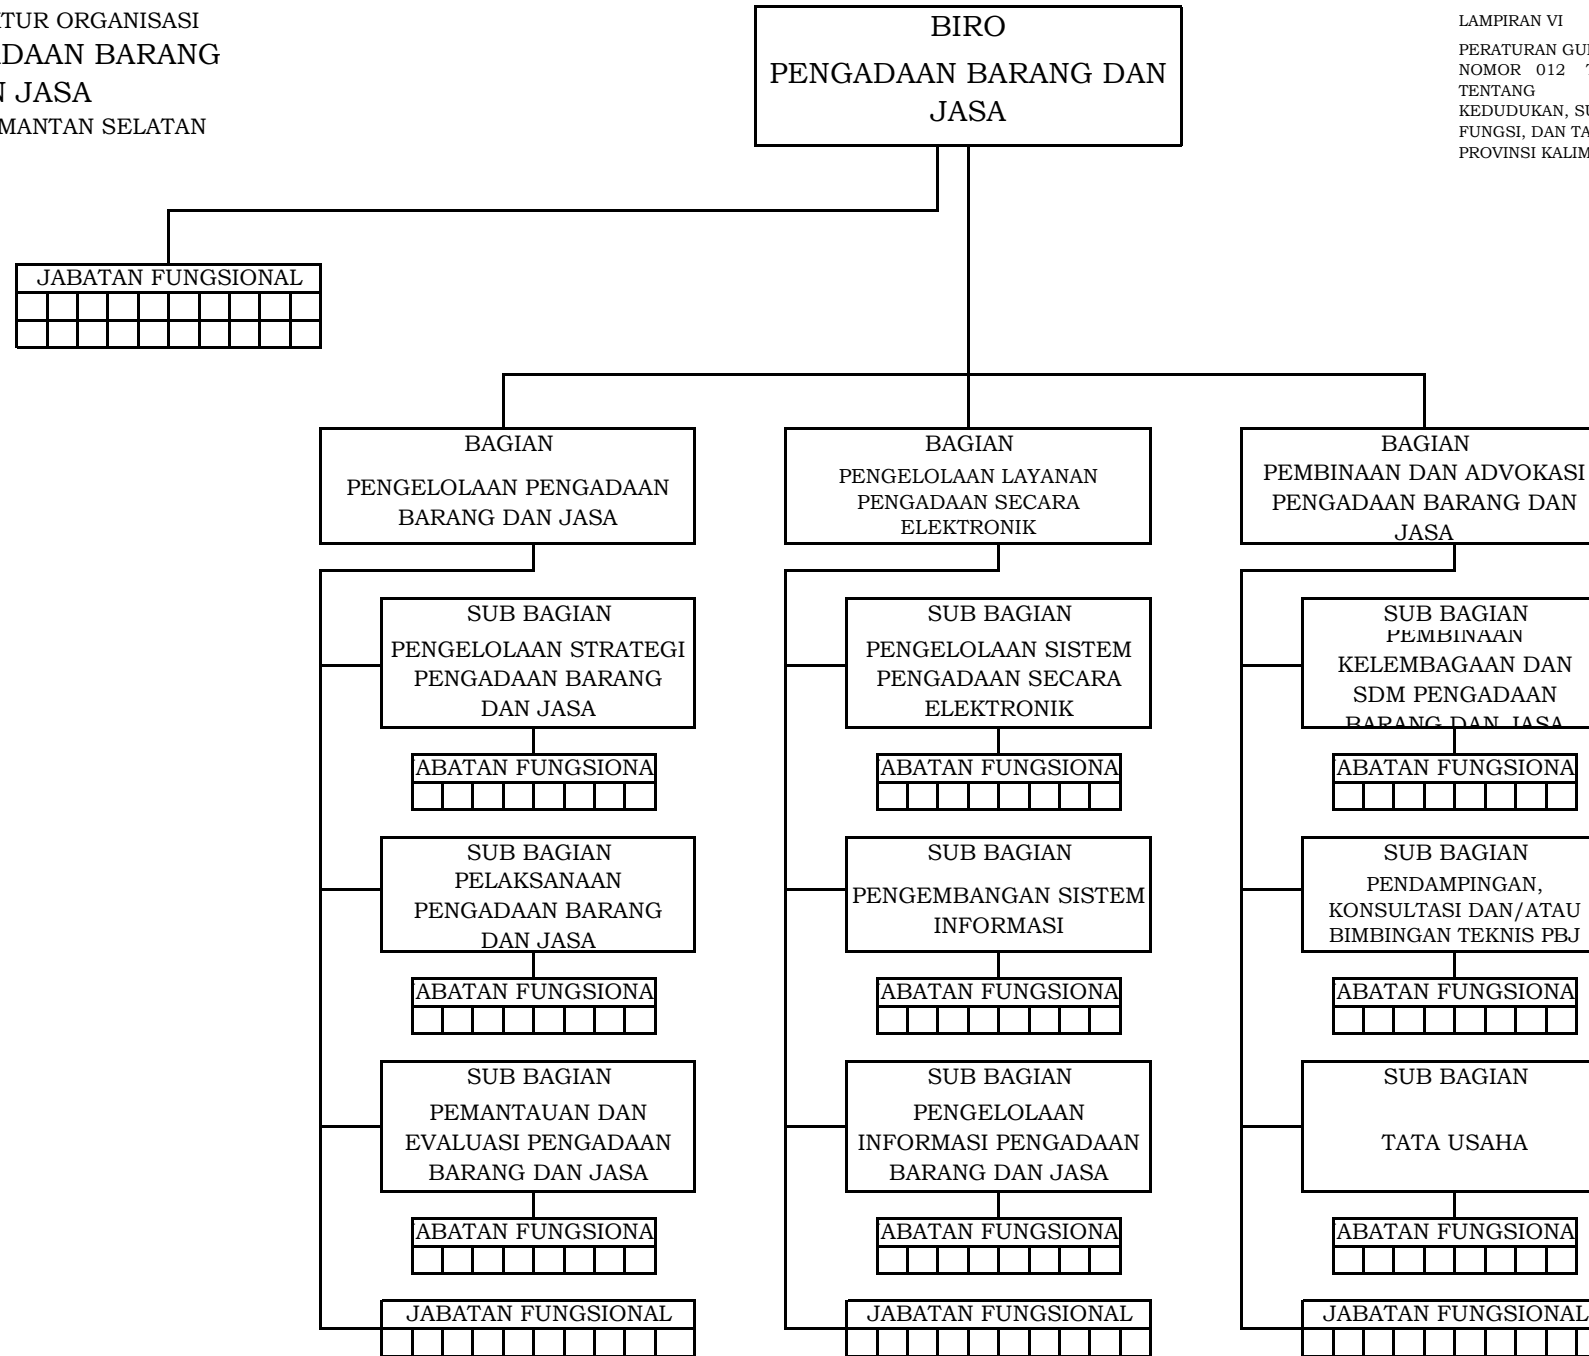 TUR ORGANISASI
DAAN BARANG
JASA
MANTAN SELATAN
BIRO
PENGADAAN BARANG DAN
JASA
LAMPIRAN VI
PERATURAN GU
NOMOR 012
TENTANG
KEDUDUKAN, SU
FUNGSI, DAN TA
PROVINSI KALIM
JABATAN FUNGSIONAL
BAGIAN
PENGELOLAAN PENGADAAN
BARANG DAN JASA
SUB BAGIAN
PENGELOLAAN STRATEGI
PENGADAAN BARANG
DAN JASA
ABATAN FUNGSIONA
SUB BAGIAN
PELAKSANAAN
PENGADAAN BARANG
DAN JASA
ABATAN FUNGSIONA
SUB BAGIAN
PEMANTAUAN DAN
EVALUASI PENGADAAN
BARANG DAN JASA
ABATAN FUNGSIONA
JABATAN FUNGSIONAL
BAGIAN
PENGELOLAAN LAYANAN
PENGADAAN SECARA
ELEKTRONIK
SUB BAGIAN
PENGELOLAAN SISTEM
PENGADAAN SECARA
ELEKTRONIK
ABATAN FUNGSIONA
SUB BAGIAN
PENGEMBANGAN SISTEM
INFORMASI
ABATAN FUNGSIONA
SUB BAGIAN
PENGELOLAAN
INFORMASI PENGADAAN
BARANG DAN JASA
ABATAN FUNGSIONA
JABATAN FUNGSIONAL
BAGIAN
PEMBINAAN DAN ADVOKASI
PENGADAAN BARANG DAN
JASA
SUB BAGIAN
PEMBINAAN
KELEMBAGAAN DAN
SDM PENGADAAN
BARANG DAN JASA
ABATAN FUNGSIONA
SUB BAGIAN
PENDAMPINGAN,
KONSULTASI DAN/ATAU
BIMBINGAN TEKNIS PBJ
ABATAN FUNGSIONA
SUB BAGIAN
TATA USAHA
ABATAN FUNGSIONA
JABATAN FUNGSIONAL